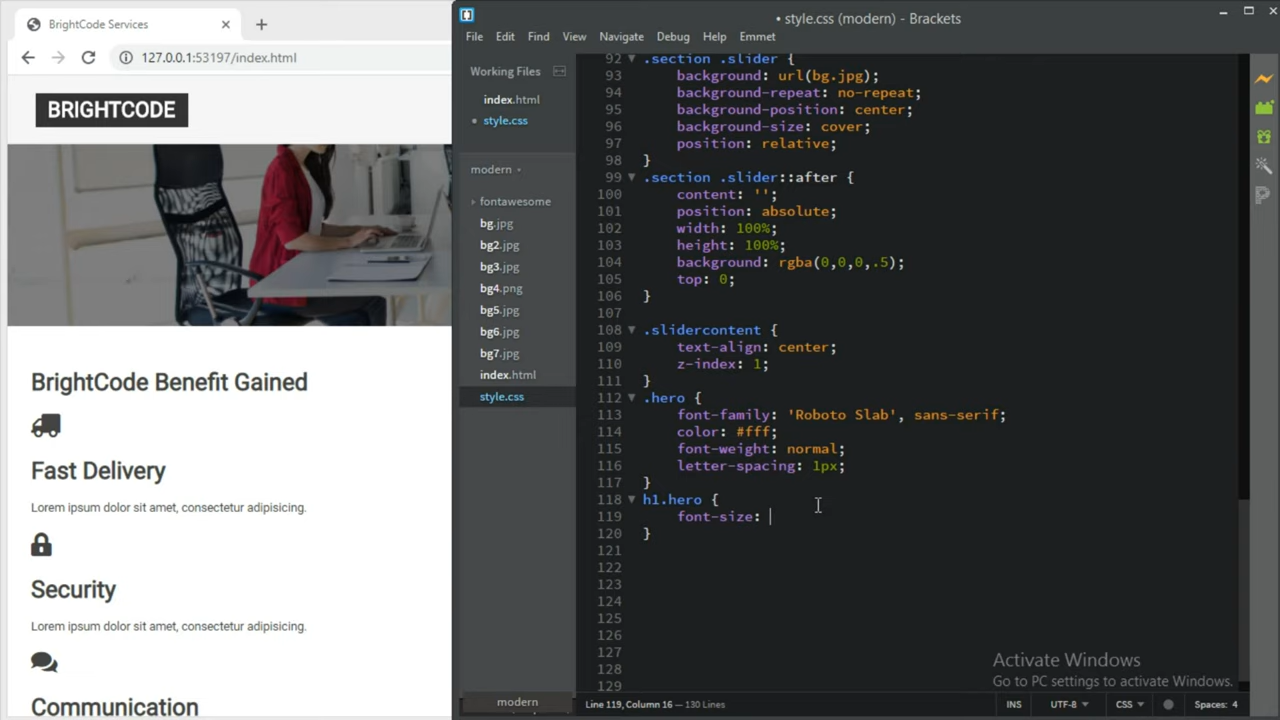 BrightCode Services
127.0.0.1:53197/index.html
BRIGHTCODE
BrightCode Benefit Gained
Fast Delivery
Lorem ipsum dolor sit amet, consectetur adipisicing.
Security
Lorem ipsum dolor sit amet, consectetur adipisicing.
Communication
• style.css (modern) - Brackets
File Edit Find View Navigate Debug Help Emmet
Working Files
index.html
• style.css
modern
fontawesome
bg.jpg
bg2.jpg
bg3.jpg
bg4.png
bg5.jpg
bg6.jpg
bg7.jpg
index.html
style.css
modern
92 .section .slider {
93 background: url(bg.jpg);
94 background-repeat: no-repeat;
95 background-position: center;
96 background-size: cover;
97 position: relative;
98 }
99 .section .slider::after {
100 content: '';
101 position: absolute;
102 width: 100%;
103 height: 100%;
104 background: rgba(0,0,0,.5);
105 top: 0;
106 }
107
108 .slidercontent {
109 text-align: center;
110 z-index: 1;
111 }
112 .hero {
113 font-family: 'Roboto Slab', sans-serif;
114 color: #fff;
115 font-weight: normal;
116 letter-spacing: 1px;
117 }
118 h1.hero {
119 font-size:
120 }
121
122
123
124
125
126
127
128
129
Activate Windows
Go to PC settings to activate Windows.
Line 119, Column 16 — 130 Lines
INS UTF-8 CSS Spaces: 4